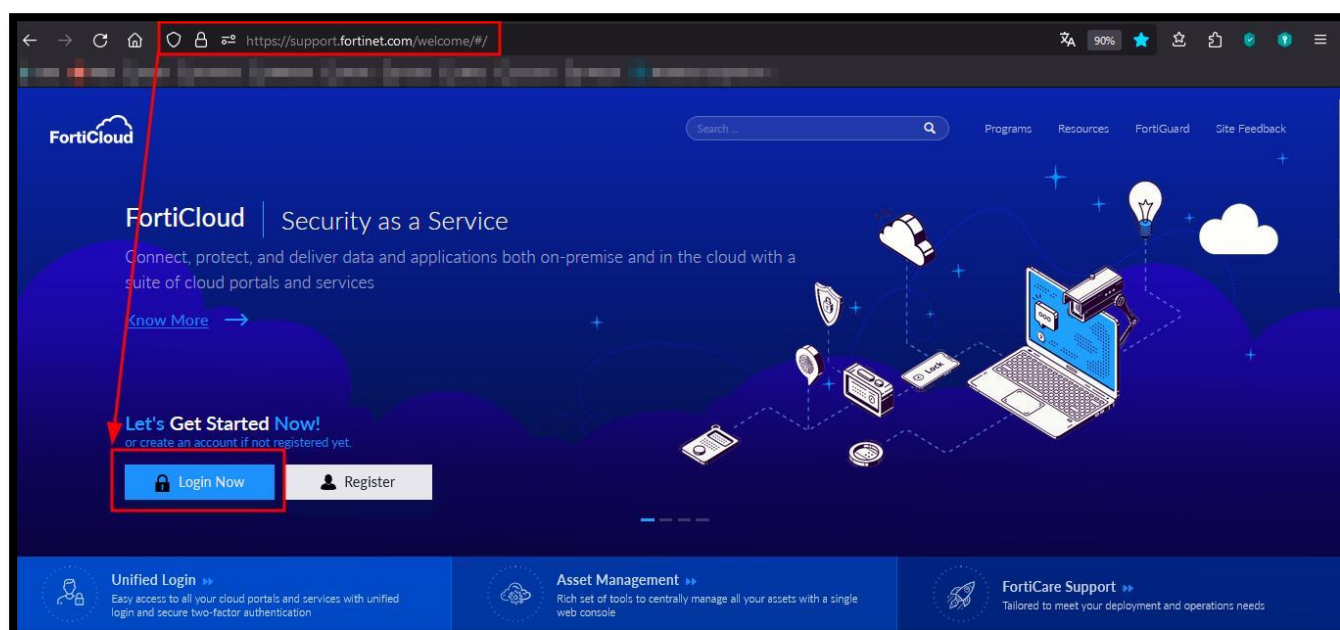 https://support.fortinet.com/welcome/#/
90%
FortiCloud
Search ...
Programs Resources FortiGuard Site Feedback
FortiCloud | Security as a Service
Connect, protect, and deliver data and applications both on-premise and in the cloud with a
suite of cloud portals and services
Know More
Lock
Let's Get Started Now!
or create an account if not registered yet.
Login Now
Register
Unified Login
Easy access to all your cloud portals and services with unified
login and secure two-factor authentication
Asset Management
Rich set of tools to centrally manage all your assets with a single
web console
FortiCare Support
Tailored to meet your deployment and operations needs